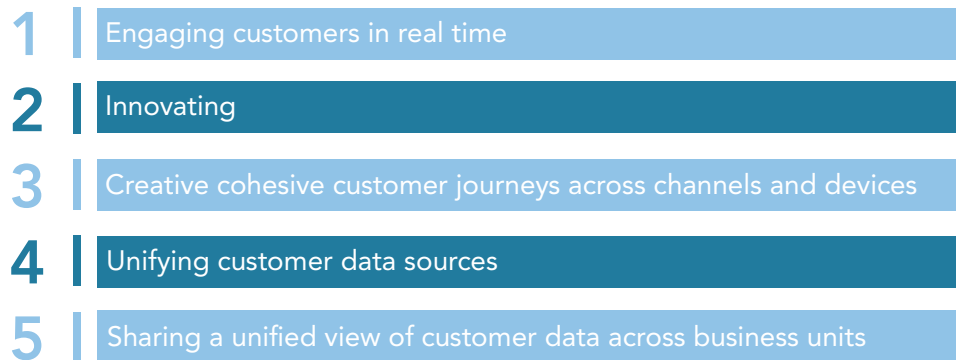 1 Engaging customers in real time
2 Innovating
3 Creative cohesive customer journeys across channels and devices
4 Unifying customer data sources
5 Sharing a unified view of customer data across business units